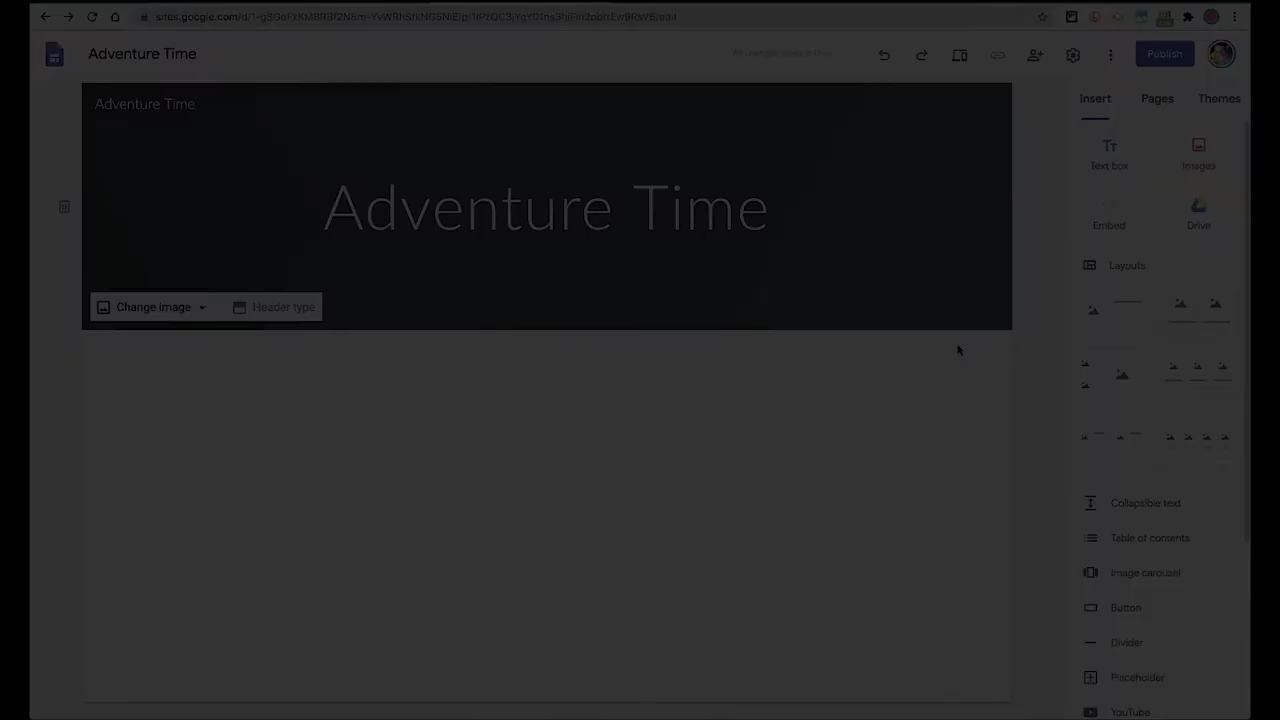 Adventure Time
Publish
Adventure Time
Adventure Time
Change image
Header type
Insert
Pages
Themes
Text box
Images
Embed
Drive
Layouts
Collapsible text
Table of contents
Image carousel
Button
Divider
Placeholder
YouTube